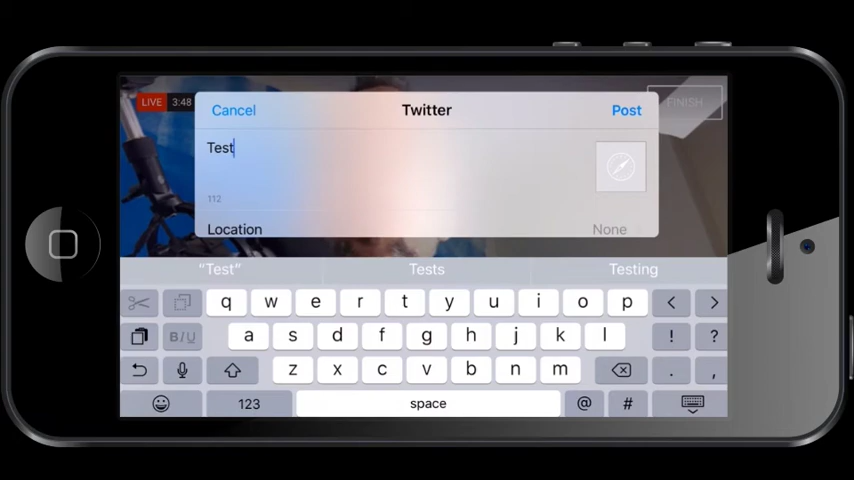 LIVE 3:48
FINISH
Cancel Twitter Post
Test
112
Location None
“Test” Tests Testing
q w e r t y u i o p < >
B/U a s d f g h j k l ! ?
z x c v b n m . ,
123 space @ #